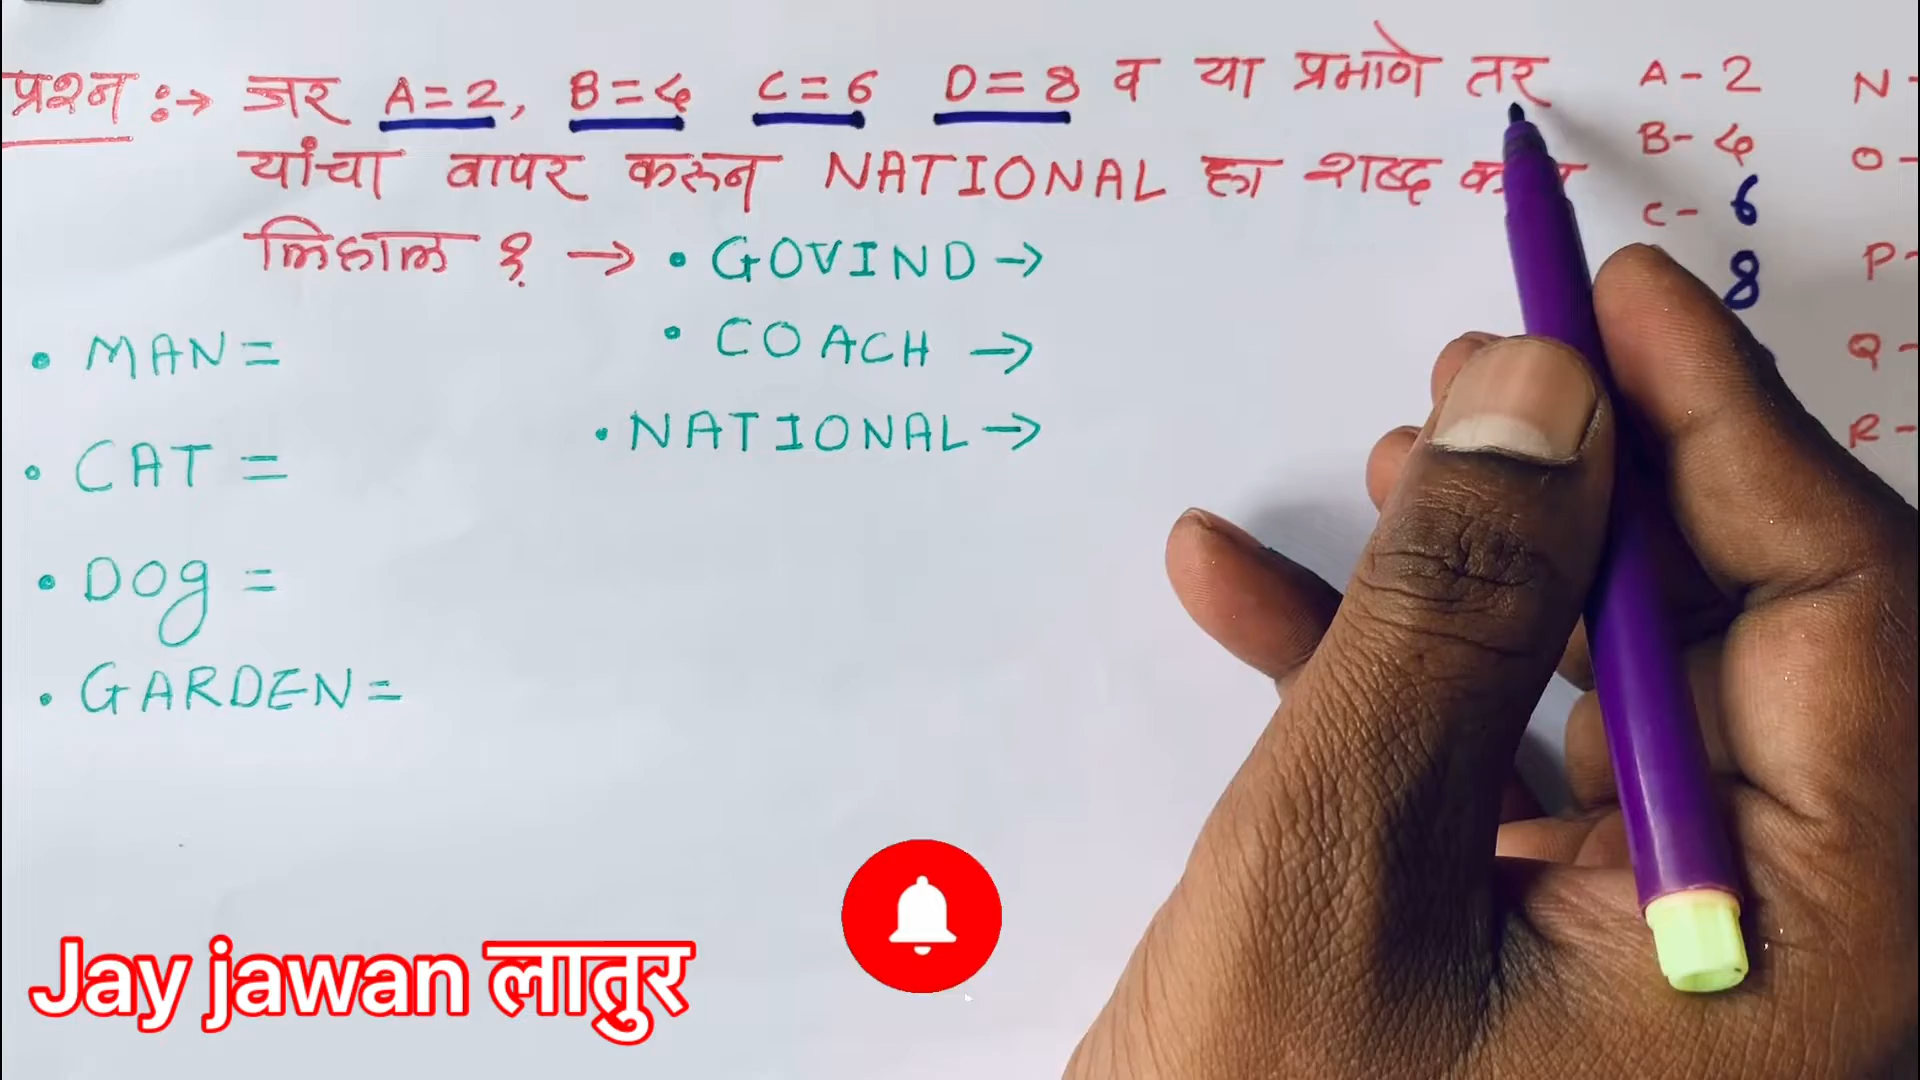 प्रश्न :→ जर A=2, B=4 C=6 D=8 व या प्रमाणे तर
यांचा वापर करून NATIONAL हा शब्द
लिहाल ? →
• GOVIND →
• COACH →
• NATIONAL →
• MAN =
• CAT =
• DOg =
• GARDEN =
A - 2
B - 4
C - 6
8
N -
O -
P -
Q -
R -
Jay jawan लातुर